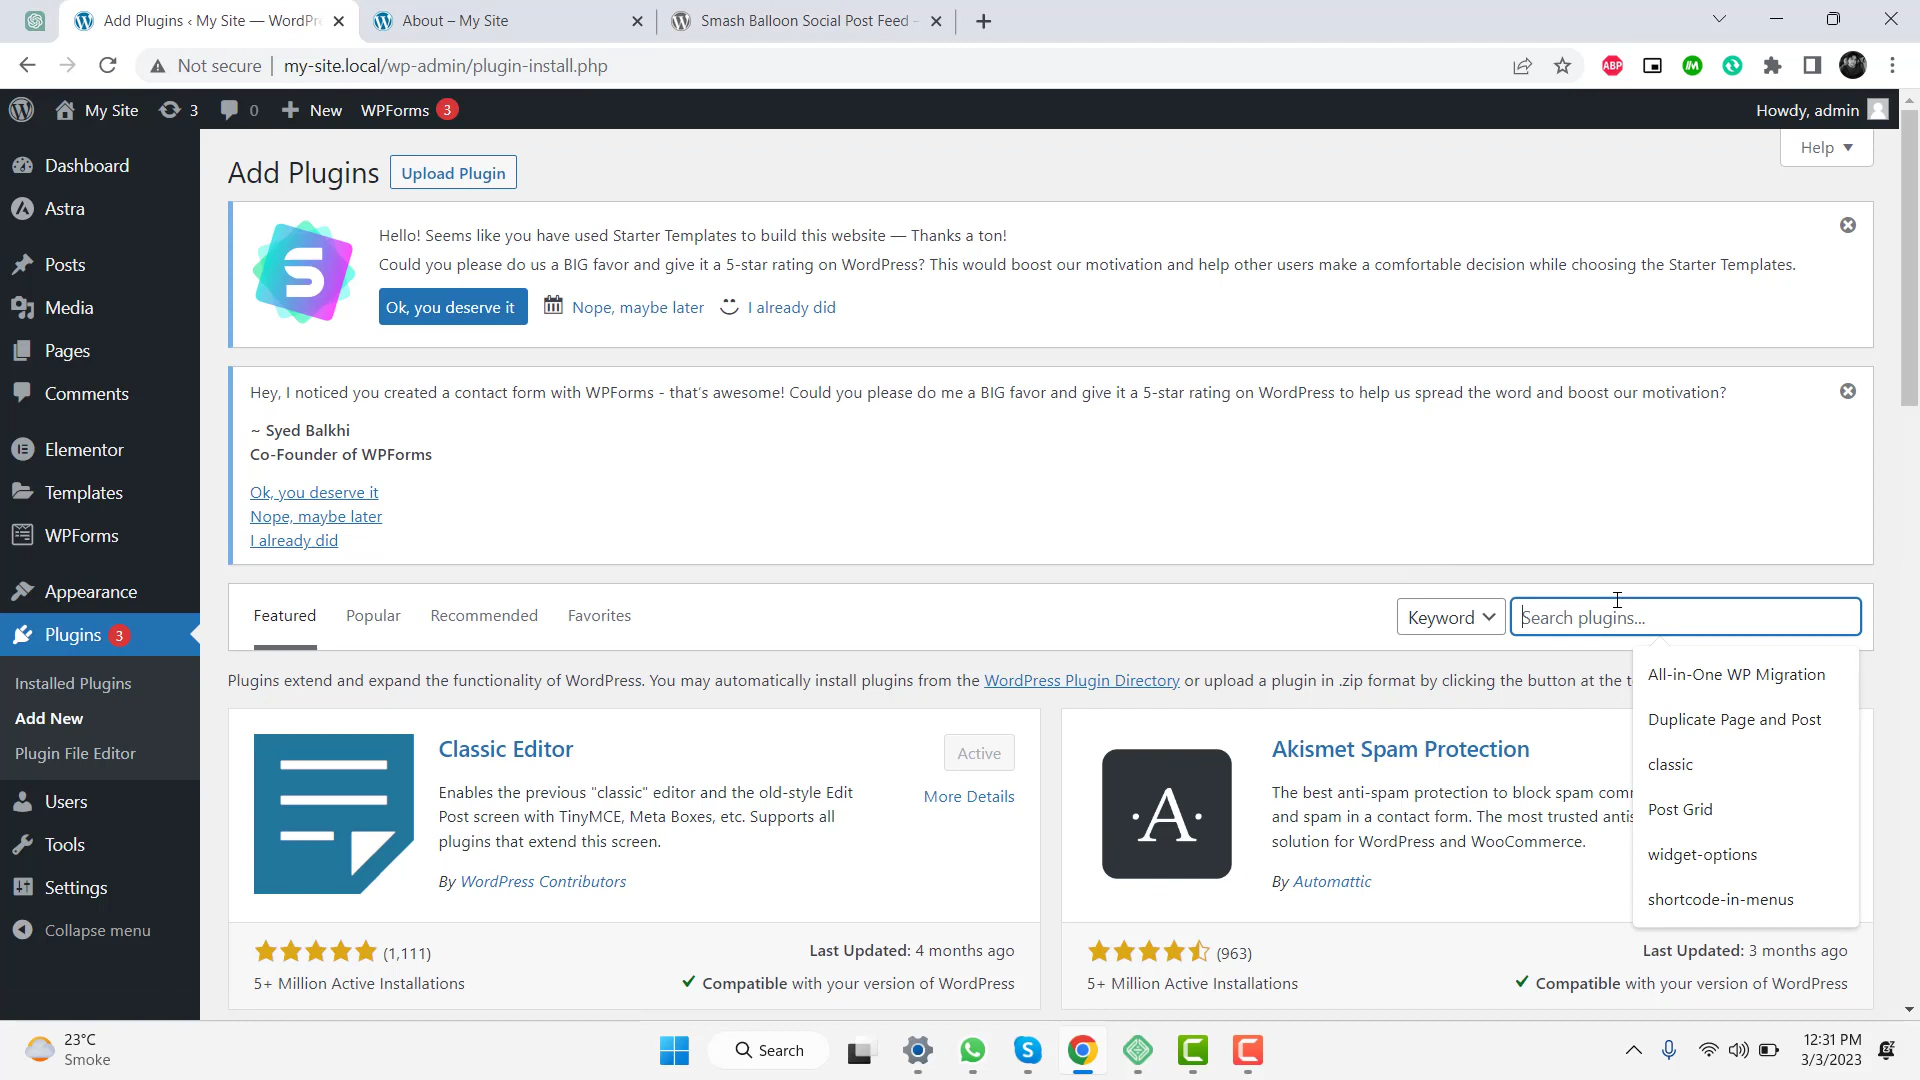 Add Plugins ‹ My Site — WordPre
About – My Site
Smash Balloon Social Post Feed -
Not secure
my-site.local/wp-admin/plugin-install.php
ABP
My Site
3
0
New
WPForms 3
Howdy, admin
Dashboard
Astra
Posts
Media
Pages
Comments
Elementor
Templates
WPForms
Appearance
Plugins 3
Installed Plugins
Add New
Plugin File Editor
Users
Tools
Settings
Collapse menu
Add Plugins
Upload Plugin
Help
Hello! Seems like you have used Starter Templates to build this website — Thanks a ton!
Could you please do us a BIG favor and give it a 5-star rating on WordPress? This would boost our motivation and help other users make a comfortable decision while choosing the Starter Templates.
Ok, you deserve it
Nope, maybe later
I already did
Hey, I noticed you created a contact form with WPForms - that's awesome! Could you please do me a BIG favor and give it a 5-star rating on WordPress to help us spread the word and boost our motivation?
~ Syed Balkhi
Co-Founder of WPForms
Ok, you deserve it
Nope, maybe later
I already did
Featured
Popular
Recommended
Favorites
Keyword
Search plugins...
All-in-One WP Migration
Duplicate Page and Post
classic
Post Grid
widget-options
shortcode-in-menus
Plugins extend and expand the functionality of WordPress. You may automatically install plugins from the WordPress Plugin Directory or upload a plugin in .zip format by clicking the button at the t
Classic Editor
Active
More Details
Enables the previous "classic" editor and the old-style Edit
Post screen with TinyMCE, Meta Boxes, etc. Supports all
plugins that extend this screen.
By WordPress Contributors
(1,111)
5+ Million Active Installations
Last Updated: 4 months ago
Compatible with your version of WordPress
A
Akismet Spam Protection
The best anti-spam protection to block spam com
and spam in a contact form. The most trusted antis
solution for WordPress and WooCommerce.
By Automattic
(963)
5+ Million Active Installations
Last Updated: 3 months ago
Compatible with your version of WordPress
23°C
Smoke
Search
12:31 PM
3/3/2023